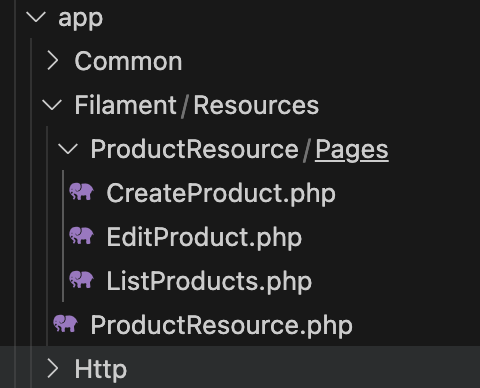 app
Common
Filament/Resources
ProductResource/Pages
CreateProduct.php
EditProduct.php
ListProducts.php
ProductResource.php
Http